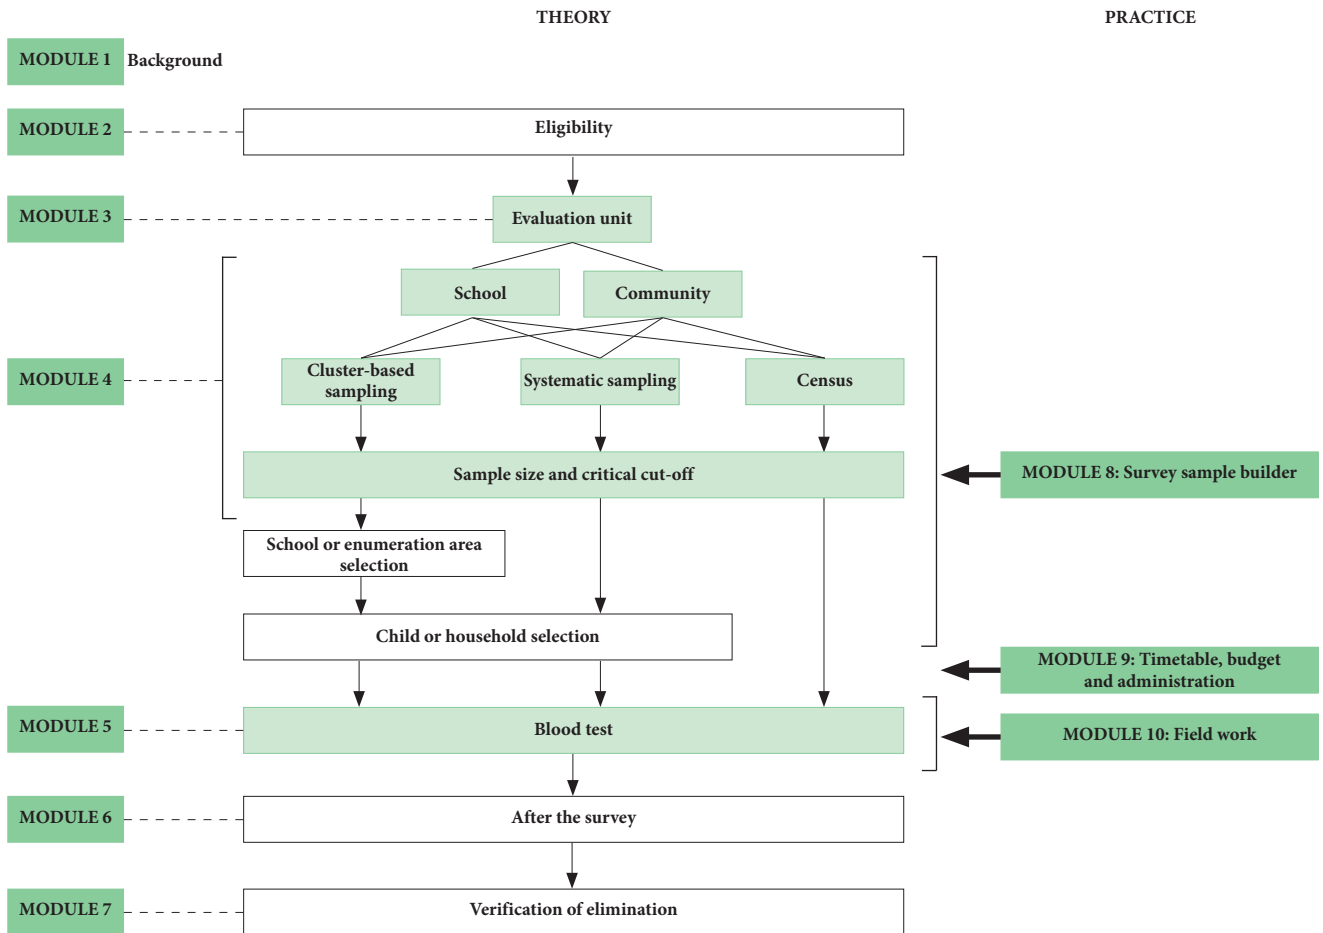 THEORY
PRACTICE
MODULE 1
Background
MODULE 2
Eligibility
MODULE 3
Evaluation unit
School
Community
MODULE 4
Cluster-based
sampling
Systematic sampling
Census
Sample size and critical cut-off
MODULE 8: Survey sample builder
School or enumeration area
selection
Child or household selection
MODULE 9: Timetable, budget
and administration
MODULE 5
Blood test
MODULE 10: Field work
MODULE 6
After the survey
MODULE 7
Verification of elimination